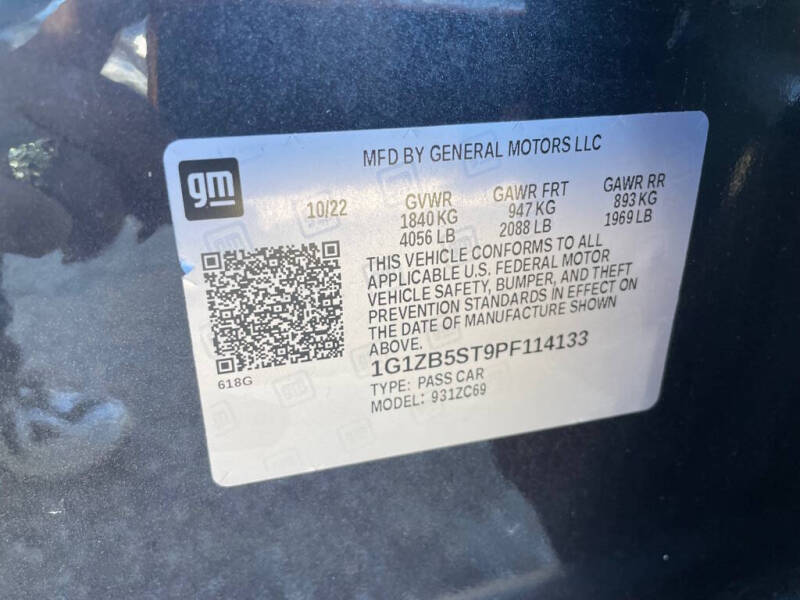 MFD BY GENERAL MOTORS LLC
gm
10/22
GVWR GAWR FRT GAWR RR
1840 KG 947 KG 893 KG
4056 LB 2088 LB 1969 LB
THIS VEHICLE CONFORMS TO ALL
APPLICABLE U.S. FEDERAL MOTOR
VEHICLE SAFETY, BUMPER, AND THEFT
PREVENTION STANDARDS IN EFFECT ON
THE DATE OF MANUFACTURE SHOWN
ABOVE.
1G1ZB5ST9PF114133
618G
TYPE: PASS CAR
MODEL: 931ZC69